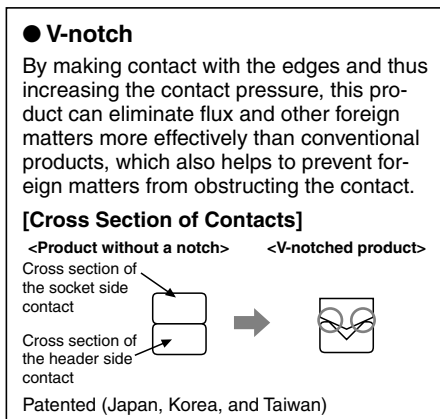 ● V-notch
By making contact with the edges and thus
increasing the contact pressure, this pro-
duct can eliminate flux and other foreign
matters more effectively than conventional
products, which also helps to prevent for-
eign matters from obstructing the contact.
[Cross Section of Contacts]
<Product without a notch> <V-notched product>
Cross section of
the socket side
contact
Cross section of
the header side
contact
Patented (Japan, Korea, and Taiwan)